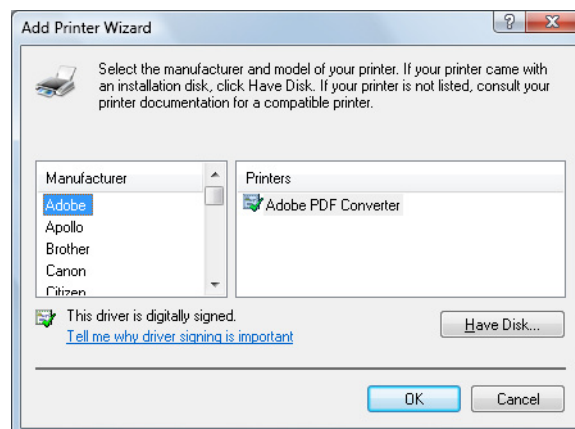 Add Printer Wizard
Select the manufacturer and model of your printer. If your printer came with
an installation disk, click Have Disk. If your printer is not listed, consult your
printer documentation for a compatible printer.
Manufacturer
Adobe
Apollo
Brother
Canon
Citizen
Printers
Adobe PDF Converter
This driver is digitally signed.
Tell me why driver signing is important
Have Disk...
OK
Cancel